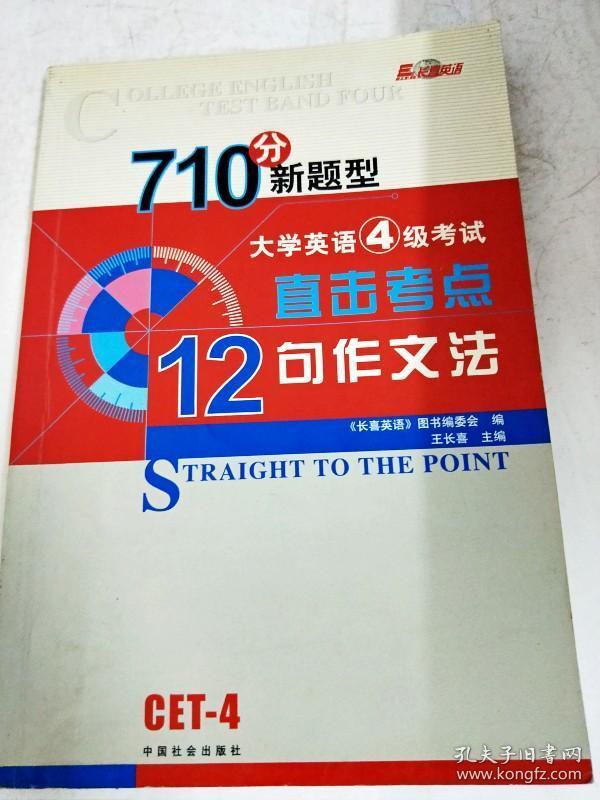 COLLEGE ENGLISH
TEST BAND FOUR
长喜英语
710分新题型
大学英语④级考试
直击考点
12句作文法
《长喜英语》图书编委会 编
王长喜 主编
STRAIGHT TO THE POINT
CET-4
中国社会出版社
孔夫子旧书网
www.kongfz.com